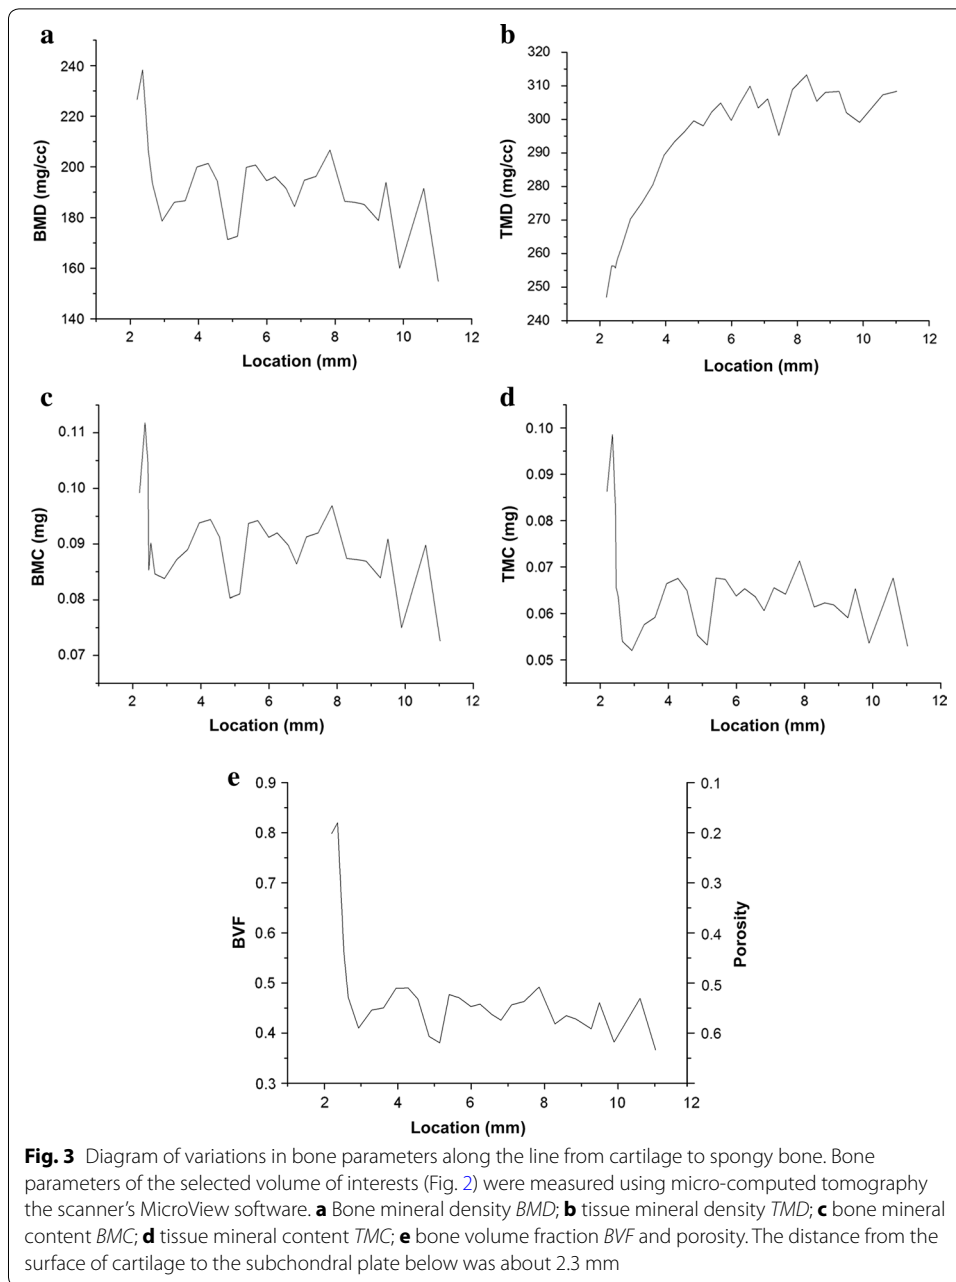 a
240
220
200
180
160
140
BMD (mg/cc)
2 4 6 8 10 12
Location (mm)
b
320
310
300
290
280
270
260
250
240
TMD (mg/cc)
2 4 6 8 10 12
Location (mm)
c
0.11
0.10
0.09
0.08
0.07
BMC (mg)
2 4 6 8 10 12
Location (mm)
d
0.10
0.09
0.08
0.07
0.06
0.05
TMC (mg)
2 4 6 8 10 12
Location (mm)
e
0.9
0.8
0.7
0.6
0.5
0.4
0.3
BVF
0.1
0.2
0.3
0.4
0.5
0.6
Porosity
2 4 6 8 10 12
Location (mm)
Fig. 3 Diagram of variations in bone parameters along the line from cartilage to spongy bone. Bone
parameters of the selected volume of interests (Fig. 2) were measured using micro-computed tomography
the scanner's MicroView software. a Bone mineral density BMD; b tissue mineral density TMD; c bone mineral
content BMC; d tissue mineral content TMC; e bone volume fraction BVF and porosity. The distance from the
surface of cartilage to the subchondral plate below was about 2.3 mm